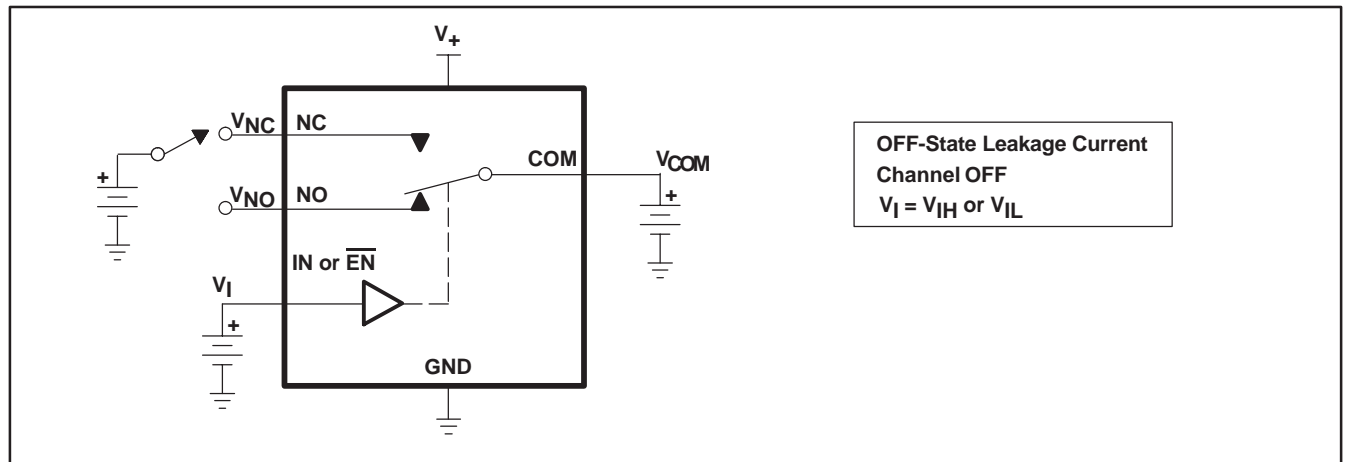 V+
VNC NC
COM VCOM
VNO NO
IN or EN
VI
GND
+
+
+
OFF-State Leakage Current
Channel OFF
VI = VIH or VIL